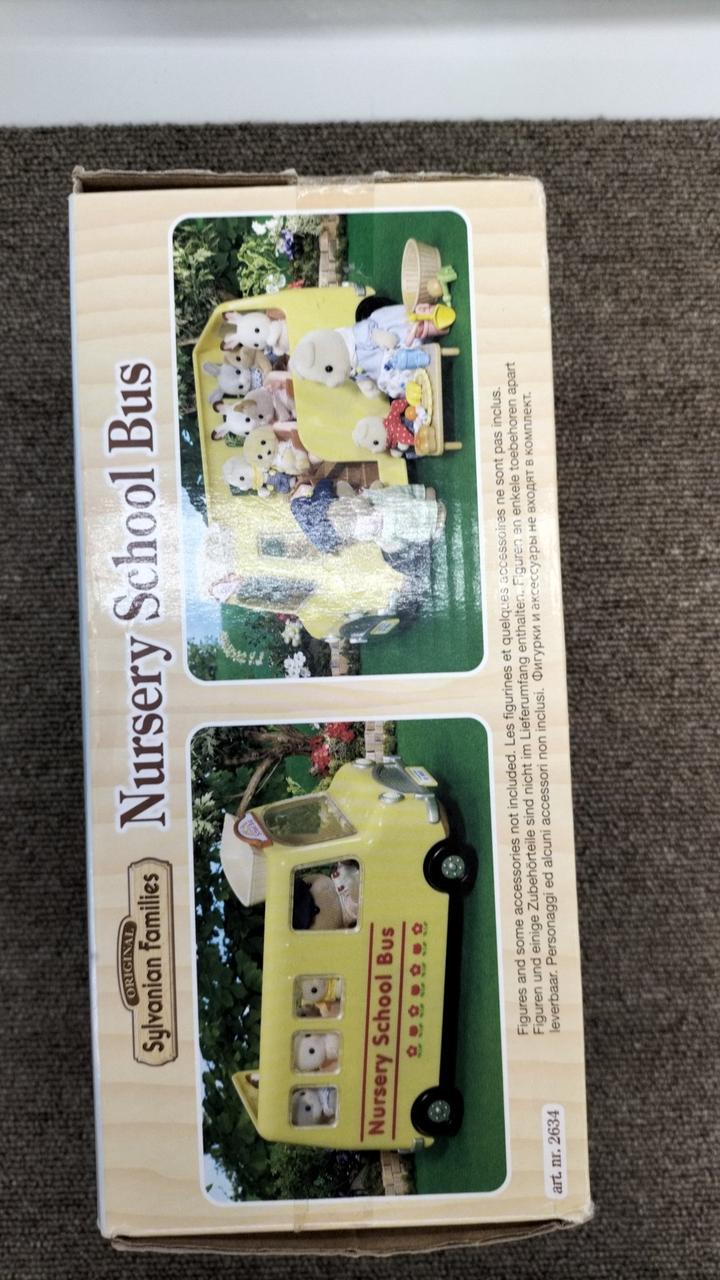 ORIGINAL
Sylvanian Families
Nursery School Bus
Nursery School Bus
Figures and some accessories not included. Les figurines et quelques accessoires ne sont pas inclus.
Figuren und einige Zubehörteile sind nicht im Lieferumfang enthalten. Figuren en enkele toebehoren apart
leverbaar. Personaggi ed alcuni accessori non inclusi. Фигурки и аксессуары не входят в комплект.
art. nr. 2634